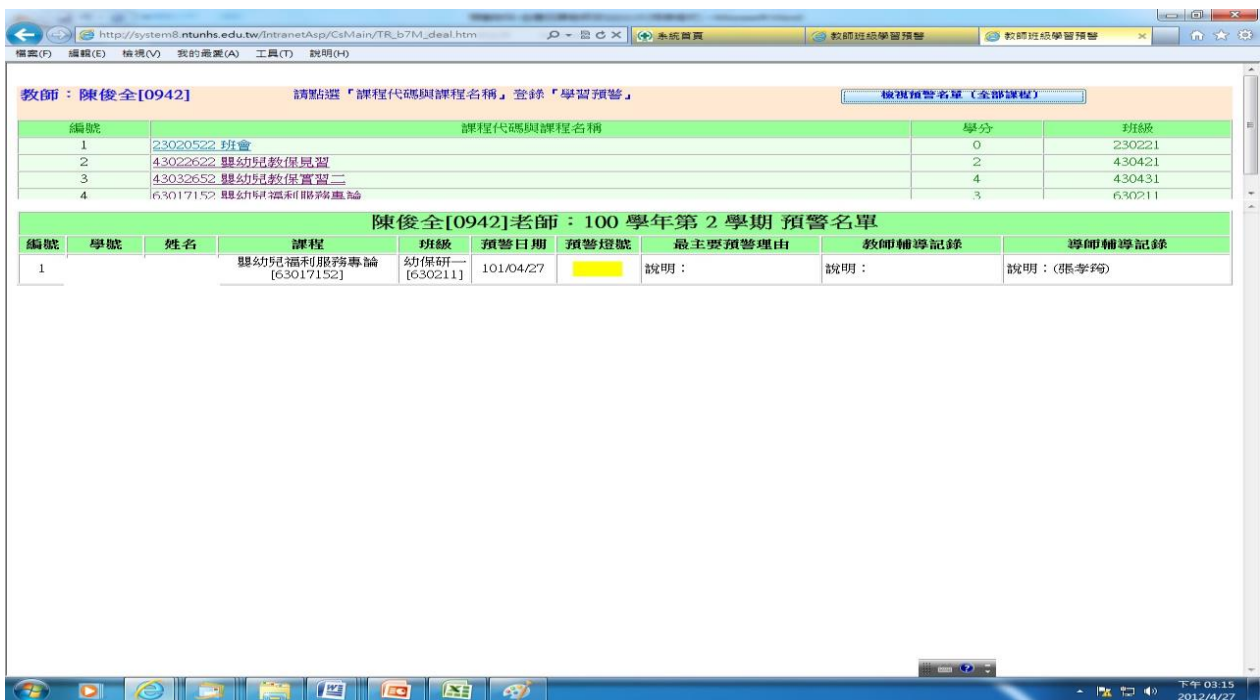 http://system8.ntunhs.edu.tw/IntranetAsp/CsMain/TR_b7M_deal.htm
系統首頁
教師班級學習預警
教師班級學習預警
檔案(F) 編輯(E) 檢視(V) 我的最愛(A) 工具(T) 說明(H)
教師：陳俊全[0942] 請點選「課程代碼與課程名稱」登錄「學習預警」 檢視預警名單（全部課程）
編號 課程代碼與課程名稱 學分 班級
1 23020522 班會 0 230221
2 43022622 嬰幼兒教保見習 2 430421
3 43032652 嬰幼兒教保實習二 4 430431
4 63017152 嬰幼兒福利服務專論 3 630211
陳俊全[0942]老師：100 學年第 2 學期 預警名單
編號 學號 姓名 課程 班級 預警日期 預警燈號 最主要預警理由 教師輔導記錄 導師輔導記錄
1 嬰幼兒福利服務專論 幼保研一 101/04/27 說明： 說明： 說明：(張孝筠)
[63017152] [630211]
下午 03:15
2012/4/27